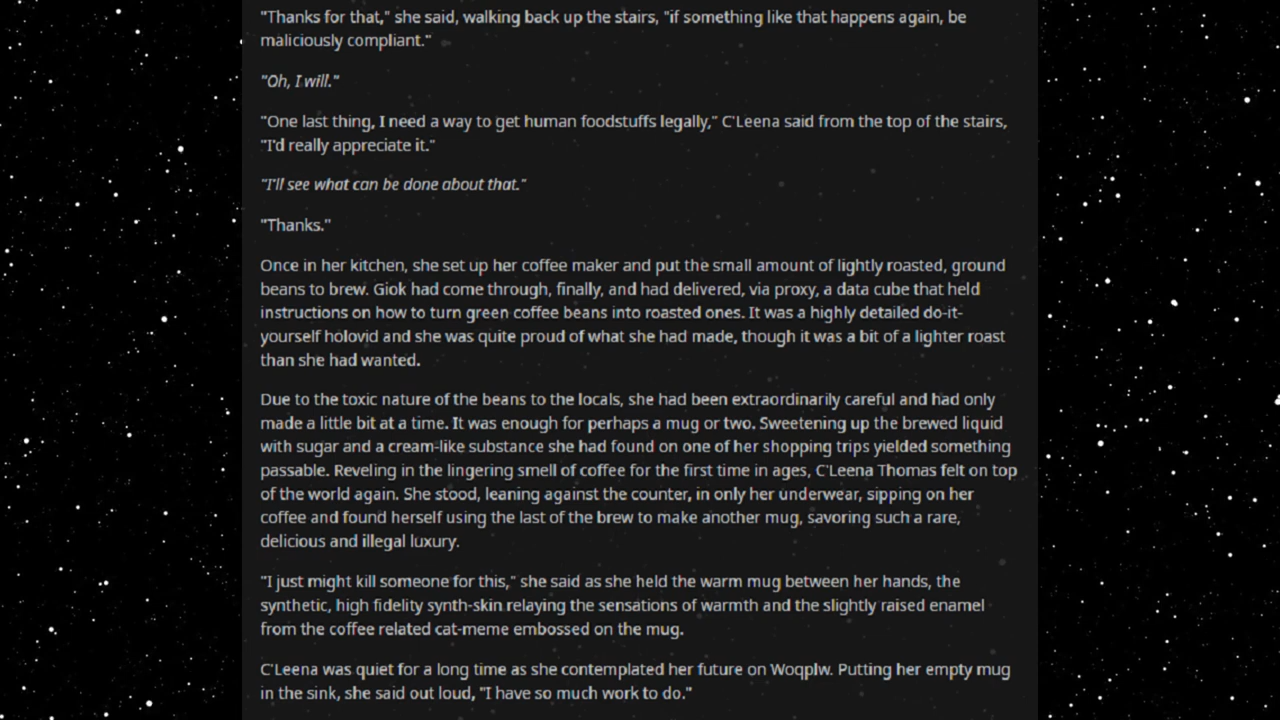 "Thanks for that," she said, walking back up the stairs, "if something like that happens again, be
maliciously compliant."
"Oh, I will."
"One last thing, I need a way to get human foodstuffs legally," C'Leena said from the top of the stairs,
"I'd really appreciate it."
"I'll see what can be done about that."
"Thanks."
Once in her kitchen, she set up her coffee maker and put the small amount of lightly roasted, ground
beans to brew. Giok had come through, finally, and had delivered, via proxy, a data cube that held
instructions on how to turn green coffee beans into roasted ones. It was a highly detailed do-it-
yourself holovid and she was quite proud of what she had made, though it was a bit of a lighter roast
than she had wanted.
Due to the toxic nature of the beans to the locals, she had been extraordinarily careful and had only
made a little bit at a time. It was enough for perhaps a mug or two. Sweetening up the brewed liquid
with sugar and a cream-like substance she had found on one of her shopping trips yielded something
passable. Reveling in the lingering smell of coffee for the first time in ages, C'Leena Thomas felt on top
of the world again. She stood, leaning against the counter, in only her underwear, sipping on her
coffee and found herself using the last of the brew to make another mug, savoring such a rare,
delicious and illegal luxury.
"I just might kill someone for this," she said as she held the warm mug between her hands, the
synthetic, high fidelity synth-skin relaying the sensations of warmth and the slightly raised enamel
from the coffee related cat-meme embossed on the mug.
C'Leena was quiet for a long time as she contemplated her future on Woqplw. Putting her empty mug
in the sink, she said out loud, "I have so much work to do."